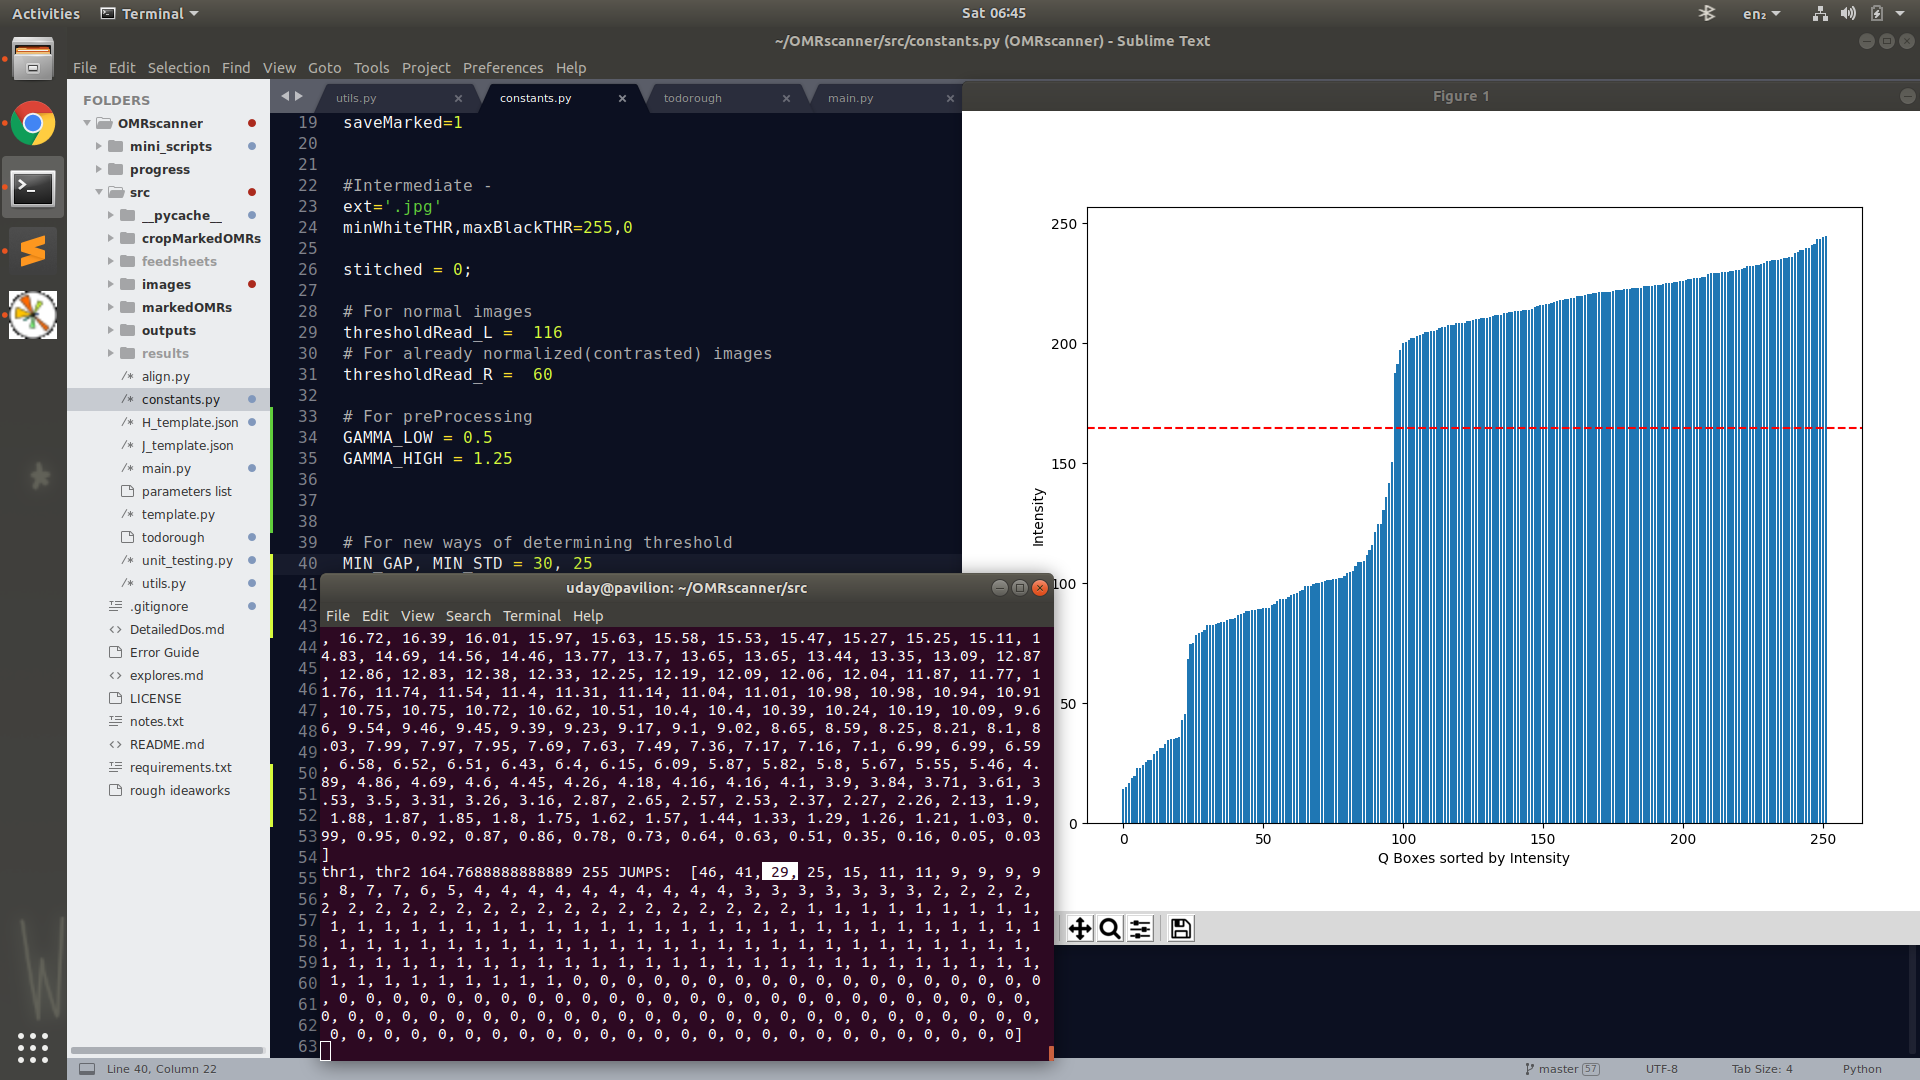 Activities
Terminal
Sat 06:45
en₂
~/OMRscanner/src/constants.py (OMRscanner) - Sublime Text
File Edit Selection Find View Goto Tools Project Preferences Help
FOLDERS
OMRscanner
mini_scripts
progress
src
__pycache__
cropMarkedOMRs
feedsheets
images
markedOMRs
outputs
results
align.py
constants.py
H_template.json
J_template.json
main.py
parameters list
template.py
todorough
unit_testing.py
utils.py
.gitignore
DetailedDos.md
Error Guide
explores.md
LICENSE
notes.txt
README.md
requirements.txt
rough ideaworks
utils.py
constants.py
todorough
main.py
19 saveMarked=1
20
21
22 #Intermediate -
23 ext='.jpg'
24 minWhiteTHR,maxBlackTHR=255,0
25
26 stitched = 0;
27
28 # For normal images
29 thresholdRead_L =  116
30 # For already normalized(contrasted) images
31 thresholdRead_R =  60
32
33 # For preProcessing
34 GAMMA_LOW = 0.5
35 GAMMA_HIGH = 1.25
36
37
38
39 # For new ways of determining threshold
40 MIN_GAP, MIN_STD = 30, 25
41
42
43
44
45
46
47
48
49
50
51
52
53
54
55
56
57
58
59
60
61
62
63
uday@pavilion: ~/OMRscanner/src
File Edit View Search Terminal Help
, 16.72, 16.39, 16.01, 15.97, 15.63, 15.58, 15.53, 15.47, 15.27, 15.25, 15.11, 1
4.83, 14.69, 14.56, 14.46, 13.77, 13.7, 13.65, 13.65, 13.44, 13.35, 13.09, 12.87
, 12.86, 12.83, 12.38, 12.33, 12.25, 12.19, 12.09, 12.06, 12.04, 11.87, 11.77, 1
1.76, 11.74, 11.54, 11.4, 11.31, 11.14, 11.04, 11.01, 10.98, 10.98, 10.94, 10.91
, 10.75, 10.75, 10.72, 10.62, 10.51, 10.4, 10.4, 10.39, 10.24, 10.19, 10.09, 9.6
6, 9.54, 9.46, 9.45, 9.39, 9.23, 9.17, 9.1, 9.02, 8.65, 8.59, 8.25, 8.21, 8.1, 8
.03, 7.99, 7.97, 7.95, 7.69, 7.63, 7.49, 7.36, 7.17, 7.16, 7.1, 6.99, 6.99, 6.59
, 6.58, 6.52, 6.51, 6.43, 6.4, 6.15, 6.09, 5.87, 5.82, 5.8, 5.67, 5.55, 5.46, 4.
89, 4.86, 4.69, 4.6, 4.45, 4.26, 4.18, 4.16, 4.16, 4.1, 3.9, 3.84, 3.71, 3.61, 3
.53, 3.5, 3.31, 3.26, 3.16, 2.87, 2.65, 2.57, 2.53, 2.37, 2.27, 2.26, 2.13, 1.9,
1.88, 1.87, 1.85, 1.8, 1.75, 1.62, 1.57, 1.44, 1.33, 1.29, 1.26, 1.21, 1.03, 0.
99, 0.95, 0.92, 0.87, 0.86, 0.78, 0.73, 0.64, 0.63, 0.51, 0.35, 0.16, 0.05, 0.03
]
thr1, thr2 164.7688888888889 255 JUMPS:  [46, 41, 29, 25, 15, 11, 11, 9, 9, 9, 9
, 8, 7, 7, 6, 5, 4, 4, 4, 4, 4, 4, 4, 4, 4, 4, 3, 3, 3, 3, 3, 3, 3, 2, 2, 2, 2,
2, 2, 2, 2, 2, 2, 2, 2, 2, 2, 2, 2, 2, 2, 2, 2, 2, 2, 1, 1, 1, 1, 1, 1, 1, 1, 1,
1, 1, 1, 1, 1, 1, 1, 1, 1, 1, 1, 1, 1, 1, 1, 1, 1, 1, 1, 1, 1, 1, 1, 1, 1, 1, 1
, 1, 1, 1, 1, 1, 1, 1, 1, 1, 1, 1, 1, 1, 1, 1, 1, 1, 1, 1, 1, 1, 1, 1, 1, 1, 1,
1, 1, 1, 1, 1, 1, 1, 1, 1, 1, 1, 1, 1, 1, 1, 1, 1, 1, 1, 1, 1, 1, 1, 1, 1, 1, 1,
1, 1, 1, 1, 1, 1, 1, 1, 1, 0, 0, 0, 0, 0, 0, 0, 0, 0, 0, 0, 0, 0, 0, 0, 0, 0, 0
, 0, 0, 0, 0, 0, 0, 0, 0, 0, 0, 0, 0, 0, 0, 0, 0, 0, 0, 0, 0, 0, 0, 0, 0, 0, 0,
0, 0, 0, 0, 0, 0, 0, 0, 0, 0, 0, 0, 0, 0, 0, 0, 0, 0, 0, 0, 0, 0, 0, 0, 0, 0, 0,
0, 0, 0, 0, 0, 0, 0, 0, 0, 0, 0, 0, 0, 0, 0, 0, 0, 0, 0, 0, 0, 0, 0, 0, 0, 0]
Figure 1
250
200
150
100
50
0
Intensity
0 50 100 150 200 250
Q Boxes sorted by Intensity
Line 40, Column 22
master 57
UTF-8
Tab Size: 4
Python